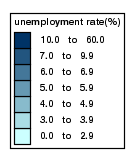 unemployment rate(%)
10.0 to 60.0
7.0 to 9.9
6.0 to 6.9
5.0 to 5.9
4.0 to 4.9
3.0 to 3.9
0.0 to 2.9